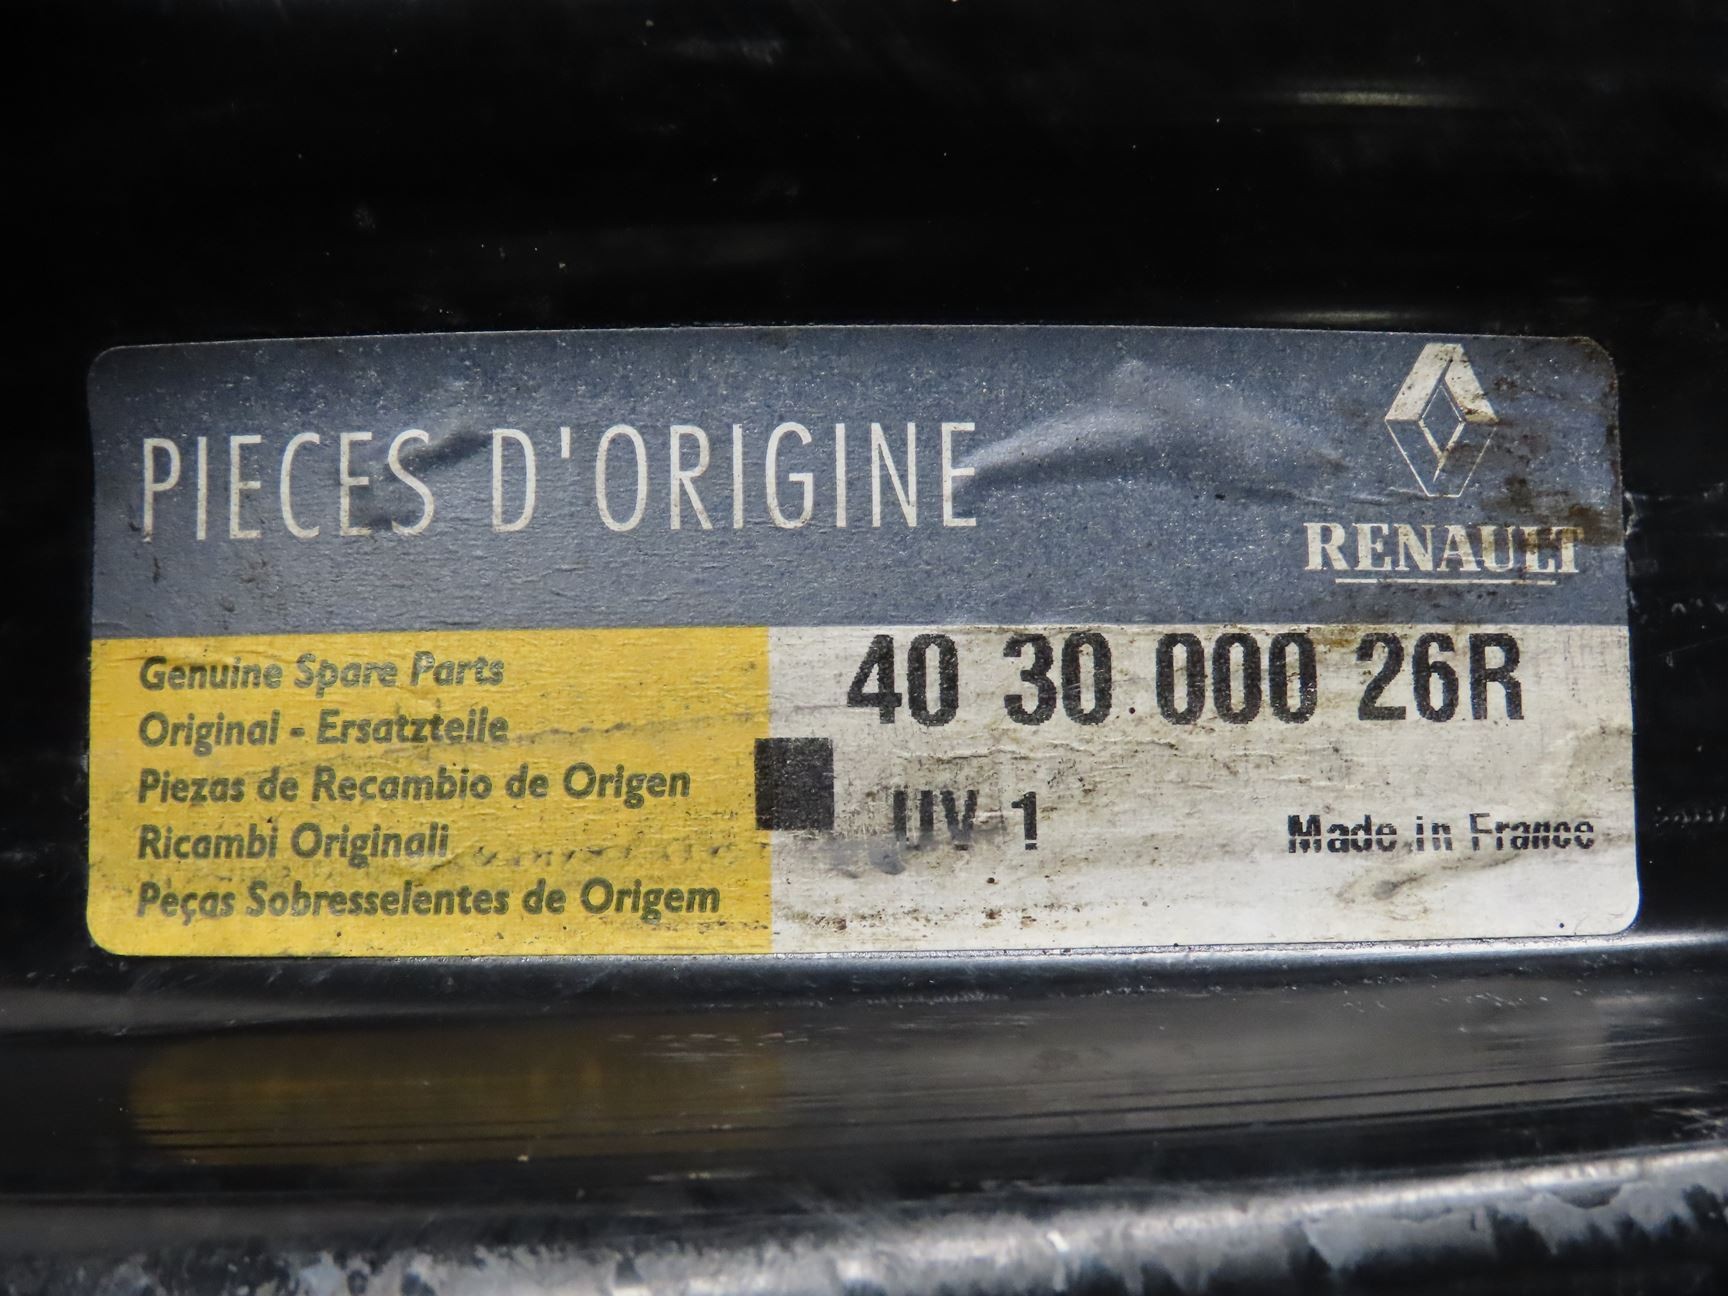 PIECES D'ORIGINE
RENAULT
Genuine Spare Parts
Original - Ersatzteile
Piezas de Recambio de Origen
Ricambi Originali
Peças Sobresselentes de Origem
40 30 000 26R
UV 1
Made in France